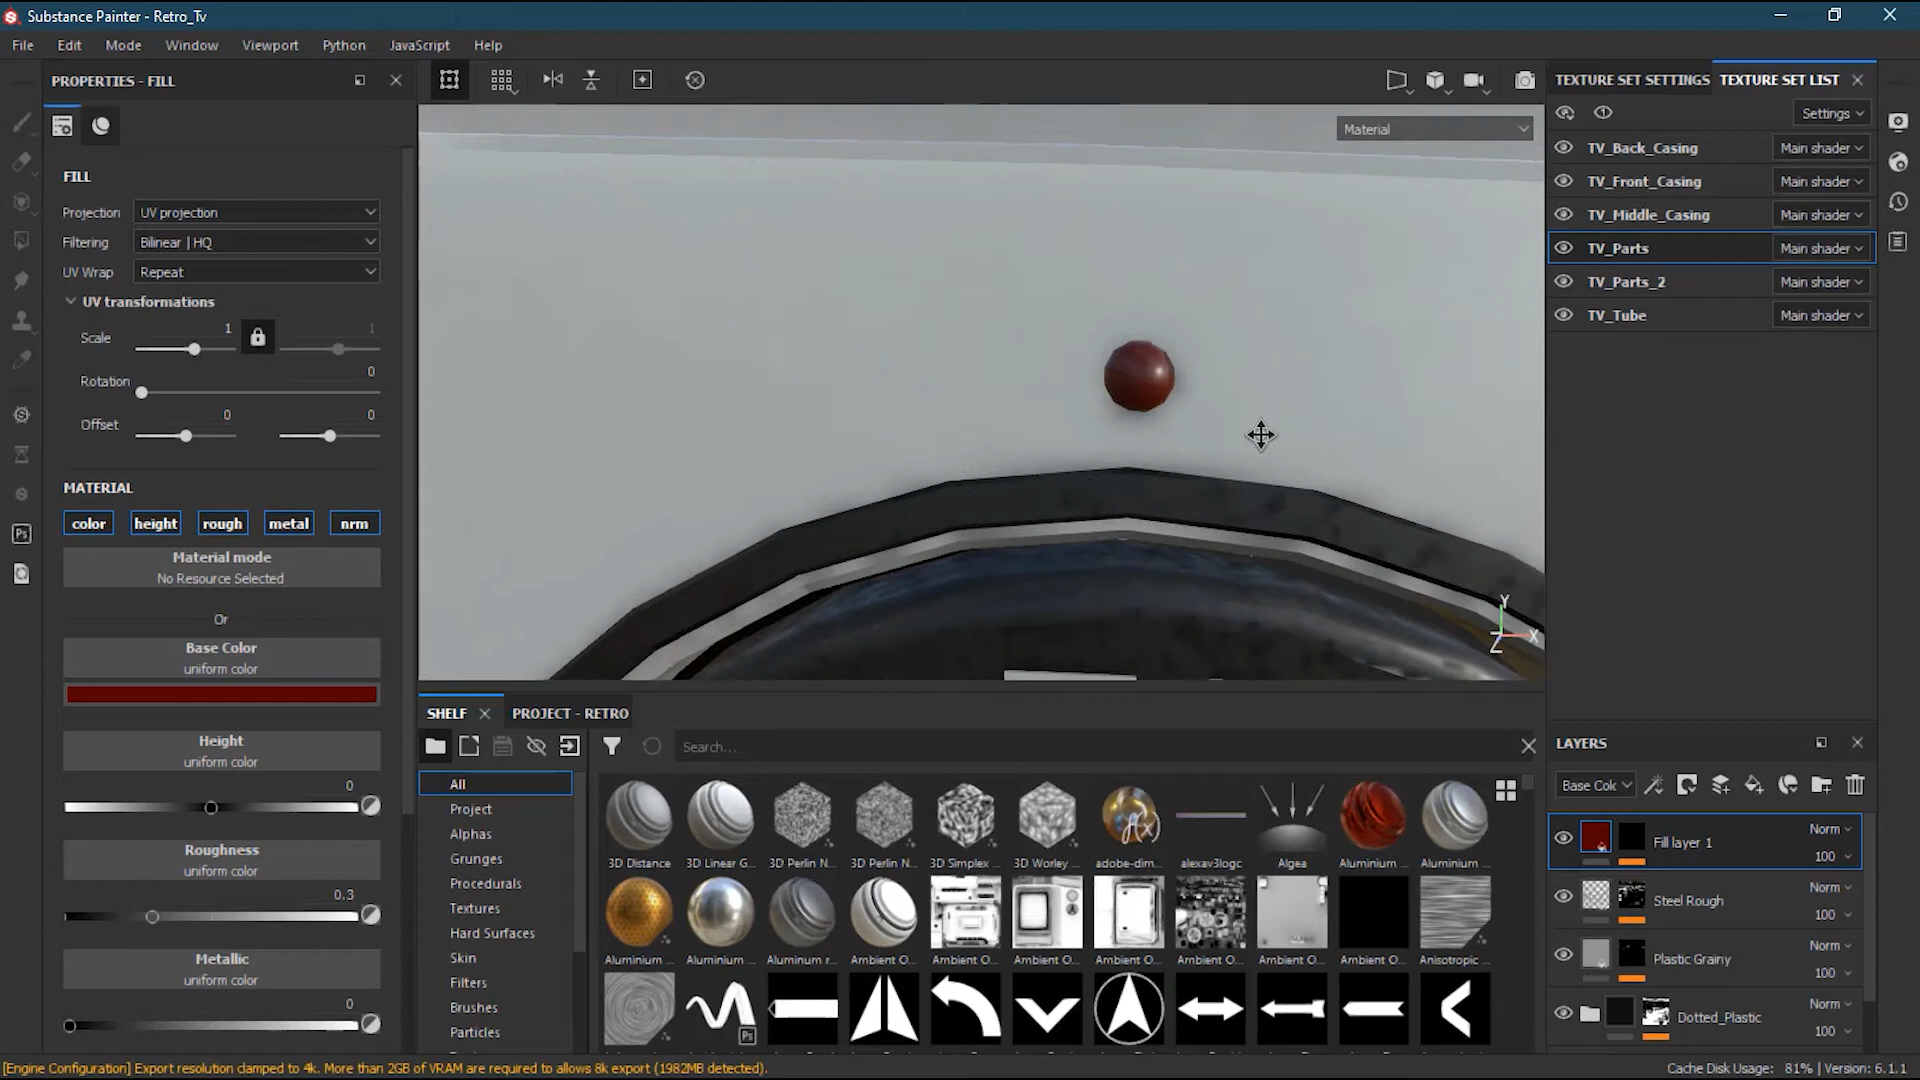 Substance Painter - Retro_Tv
File Edit Mode Window Viewport Python JavaScript Help
PROPERTIES - FILL
FILL
Projection UV projection
Filtering Bilinear | HQ
UV Wrap Repeat
UV transformations
Scale 1 1
Rotation 0
Offset 0 0
MATERIAL
color height rough metal nrm
Material mode
No Resource Selected
Or
Base Color
uniform color
Height
uniform color
0
Roughness
uniform color
0.3
Metallic
uniform color
0
Material
Y
X
Z
SHELF PROJECT - RETRO
Search...
All
Project
Alphas
Grunges
Procedurals
Textures
Hard Surfaces
Skin
Filters
Brushes
Particles
3D Distance 3D Linear G... 3D Perlin N... 3D Perlin N... 3D Simplex ... 3D Worley ... adobe-dim... alexav3logc Algea Aluminium ... Aluminium ...
Aluminium ... Aluminium ... Aluminum r... Ambient O... Ambient O... Ambient O... Ambient O... Ambient O... Ambient O... Ambient O... Anisotropic ...
Ps
TEXTURE SET SETTINGS TEXTURE SET LIST
Settings
TV_Back_Casing Main shader
TV_Front_Casing Main shader
TV_Middle_Casing Main shader
TV_Parts Main shader
TV_Parts_2 Main shader
TV_Tube Main shader
LAYERS
Base Colc
Fill layer 1 Norm 100
Steel Rough Norm 100
Plastic Grainy Norm 100
Dotted_Plastic Norm 100
[Engine Configuration] Export resolution clamped to 4k. More than 2GB of VRAM are required to allows 8k export (1982MB detected).
Cache Disk Usage: 81% | Version: 6.1.1